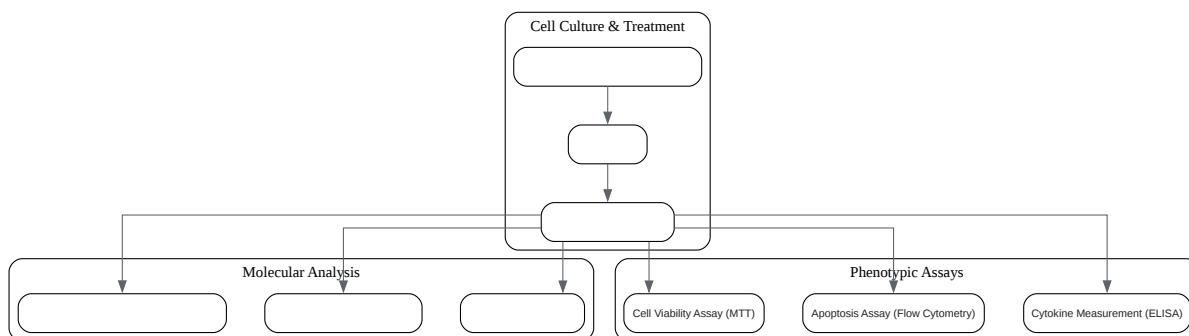 Cell Culture & Treatment
Molecular Analysis
Phenotypic Assays
Cell Viability Assay (MTT)
Apoptosis Assay (Flow Cytometry)
Cytokine Measurement (ELISA)